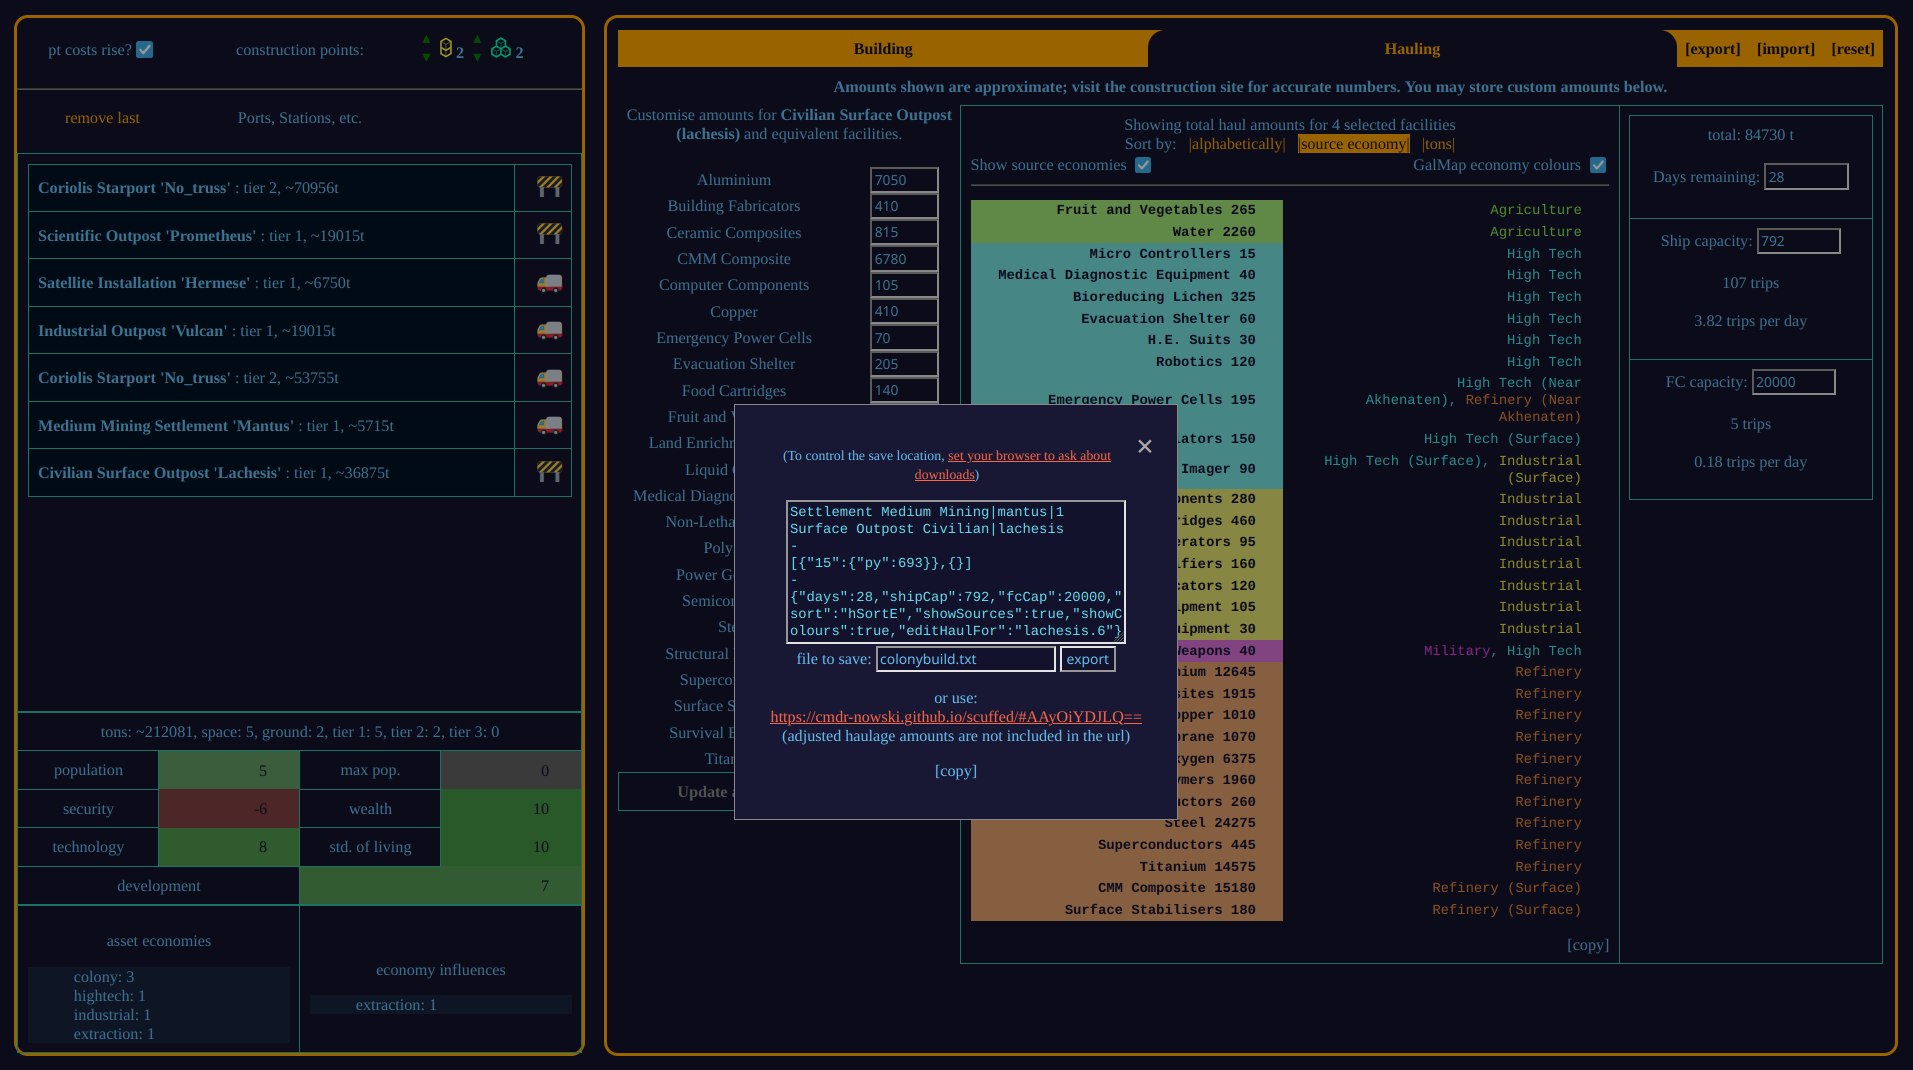 pt costs rise?
construction points:
2
2
remove last
Ports, Stations, etc.
Coriolis Starport 'No_truss' : tier 2, ~70956t
Scientific Outpost 'Prometheus' : tier 1, ~19015t
Satellite Installation 'Hermese' : tier 1, ~6750t
Industrial Outpost 'Vulcan' : tier 1, ~19015t
Coriolis Starport 'No_truss' : tier 2, ~53755t
Medium Mining Settlement 'Mantus' : tier 1, ~5715t
Civilian Surface Outpost 'Lachesis' : tier 1, ~36875t
tons: ~212081, space: 5, ground: 2, tier 1: 5, tier 2: 2, tier 3: 0
population 5 max pop. 0
security -6 wealth 10
technology 8 std. of living 10
development 7
asset economies
colony: 3
hightech: 1
industrial: 1
extraction: 1
economy influences
extraction: 1
Building
Hauling
[export] [import] [reset]
Amounts shown are approximate; visit the construction site for accurate numbers. You may store custom amounts below.
Customise amounts for Civilian Surface Outpost
(lachesis) and equivalent facilities.
Aluminium 7050
Building Fabricators 410
Ceramic Composites 815
CMM Composite 6780
Computer Components 105
Copper 410
Emergency Power Cells 70
Evacuation Shelter 205
Food Cartridges 140
Fruit and
Land Enrichm
Liquid
Medical Diagno
Non-Letha
Poly
Power Ge
Semicon
Ste
Structural
Superco
Surface S
Survival E
Titan
Update
Showing total haul amounts for 4 selected facilities
Sort by: |alphabetically| |source economy| |tons|
Show source economies
GalMap economy colours
Fruit and Vegetables 265 Agriculture
Water 2260 Agriculture
Micro Controllers 15 High Tech
Medical Diagnostic Equipment 40 High Tech
Bioreducing Lichen 325 High Tech
Evacuation Shelter 60 High Tech
H.E. Suits 30 High Tech
Robotics 120 High Tech
Emergency Power Cells 195 High Tech (Near
Akhenaten), Refinery (Near
Akhenaten)
lators 150 High Tech (Surface)
Imager 90 High Tech (Surface), Industrial
(Surface)
onents 280 Industrial
ridges 460 Industrial
erators 95 Industrial
ifiers 160 Industrial
cators 120 Industrial
ipment 105 Industrial
uipment 30 Industrial
Weapons 40 Military, High Tech
nium 12645 Refinery
sites 1915 Refinery
opper 1010 Refinery
brane 1070 Refinery
xygen 6375 Refinery
ymers 1960 Refinery
uctors 260 Refinery
Steel 24275 Refinery
Superconductors 445 Refinery
Titanium 14575 Refinery
CMM Composite 15180 Refinery (Surface)
Surface Stabilisers 180 Refinery (Surface)
[copy]
total: 84730 t
Days remaining: 28
Ship capacity: 792
107 trips
3.82 trips per day
FC capacity: 20000
5 trips
0.18 trips per day
✕
(To control the save location, set your browser to ask about
downloads)
Settlement Medium Mining|mantus|1
Surface Outpost Civilian|lachesis
-
[{"15":{"py":693}},{}]
-
{"days":28,"shipCap":792,"fcCap":20000,"
sort":"hSortE","showSources":true,"showC
olours":true,"editHaulFor":"lachesis.6"}
file to save: colonybuild.txt export
or use:
https://cmdr-nowski.github.io/scuffed/#AAyOiYDJLQ==
(adjusted haulage amounts are not included in the url)
[copy]